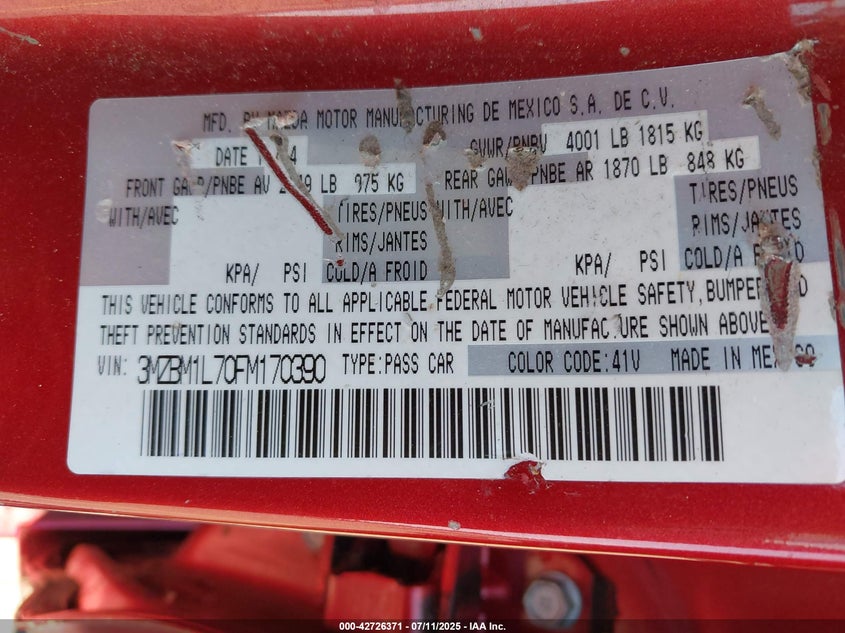 MFD. BY MAZDA MOTOR MANUFACTURING DE MEXICO S.A. DE C.V.
DATE GVWR/PNBV 4001 LB 1815 KG
FRONT GAWR/PNBE AV LB 975 KG REAR GAWR/PNBE AR 1870 LB 848 KG
WITH/AVEC TIRES/PNEUS WITH/AVEC TIRES/PNEUS
RIMS/JANTES RIMS/JANTES
KPA/ PSI COLD/A FROID KPA/ PSI COLD/A FROID
THIS VEHICLE CONFORMS TO ALL APPLICABLE FEDERAL MOTOR VEHICLE SAFETY, BUMPER, AND
THEFT PREVENTION STANDARDS IN EFFECT ON THE DATE OF MANUFACTURE SHOWN ABOVE.
VIN: 3MZBM1L70FM170390 TYPE:PASS CAR COLOR CODE:41V MADE IN MEXICO
000-42726371 - 07/11/2025 - IAA Inc.